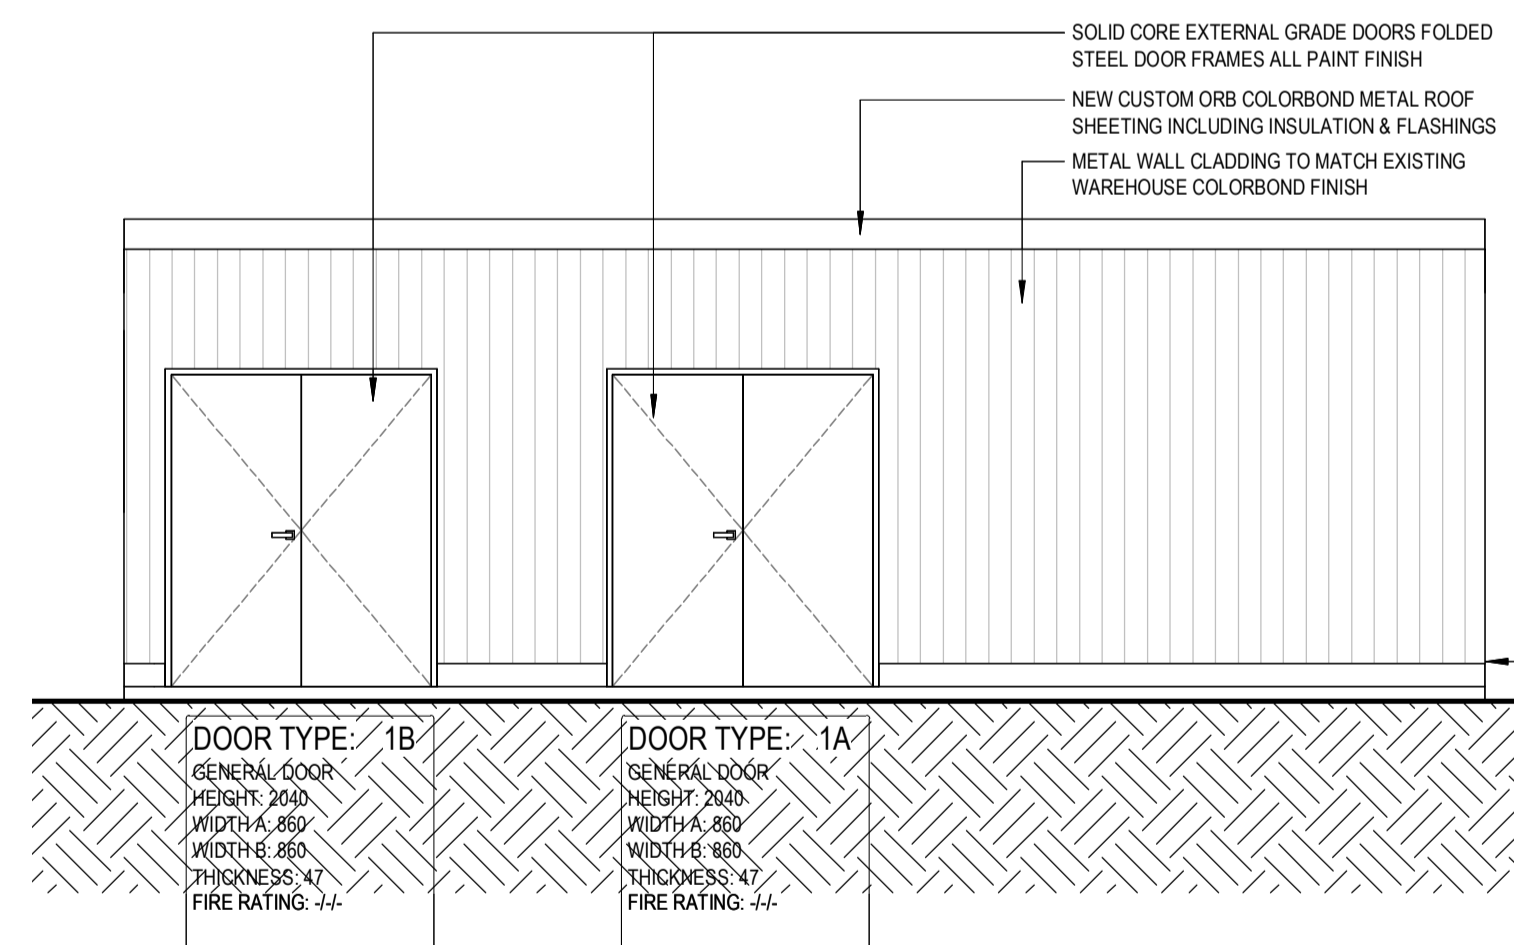 SOLID CORE EXTERNAL GRADE DOORS FOLDED
STEEL DOOR FRAMES ALL PAINT FINISH
NEW CUSTOM ORB COLORBOND METAL ROOF
SHEETING INCLUDING INSULATION & FLASHINGS
METAL WALL CLADDING TO MATCH EXISTING
WAREHOUSE COLORBOND FINISH
DOOR TYPE: 1B
GENERAL DOOR
HEIGHT: 2040
WIDTH A: 860
WIDTH B: 860
THICKNESS: 47
FIRE RATING: -/-/-
DOOR TYPE: 1A
GENERAL DOOR
HEIGHT: 2040
WIDTH A: 860
WIDTH B: 860
THICKNESS: 47
FIRE RATING: -/-/-